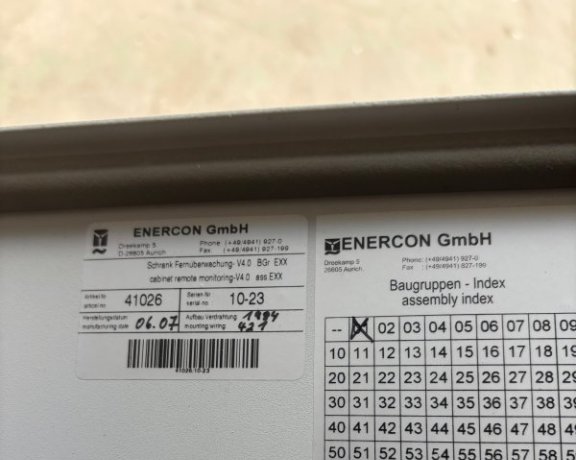 ENERCON GmbH
Dreekamp 5 Phone (+49/4941) 927-0
D-26605 Aurich Fax (+49/4941) 927-199
Schrank Fernüberwachung- V4.0 BGr EXX
cabinet remote monitoring-V4.0 ass EXX
Artikel Nr 41026 Serien Nr 10-23
article no. serial no.
Herstellungsdatum 06.07 Aufbau Verdrahtung 1994
manufacturing date mounting wiring 421
41026/10-23
ENERCON GmbH
Dreekamp 5 Phone (+49/4941) 927-0
26605 Aurich Fax (+49/4941) 927-199
Baugruppen - Index
assembly index
-- 02 03 04 05 06 07 08 09
10 11 12 13 14 15 16 17 18 19
20 21 22 23 24 25 26 27 28 29
30 31 32 33 34 35 36 37 38
40 41 42 43 44 45 46 47 48
50 51 52 53 54 55 56 57 58